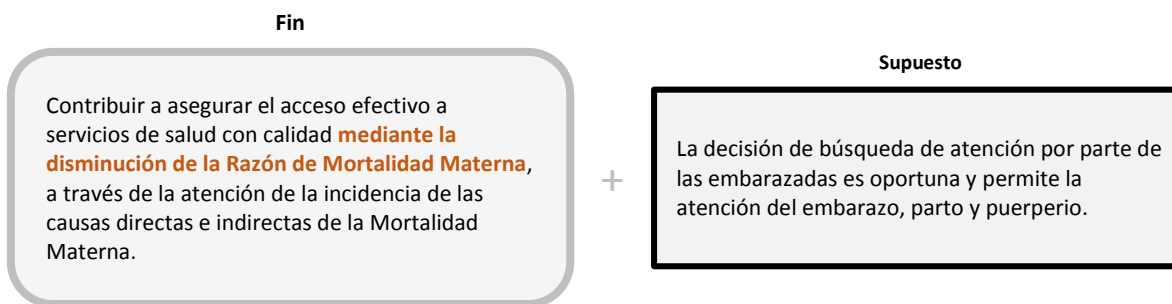 Fin
Contribuir a asegurar el acceso efectivo a
servicios de salud con calidad mediante la
disminución de la Razón de Mortalidad Materna,
a través de la atención de la incidencia de las
causas directas e indirectas de la Mortalidad
Materna.
+
Supuesto
La decisión de búsqueda de atención por parte de
las embarazadas es oportuna y permite la
atención del embarazo, parto y puerperio.